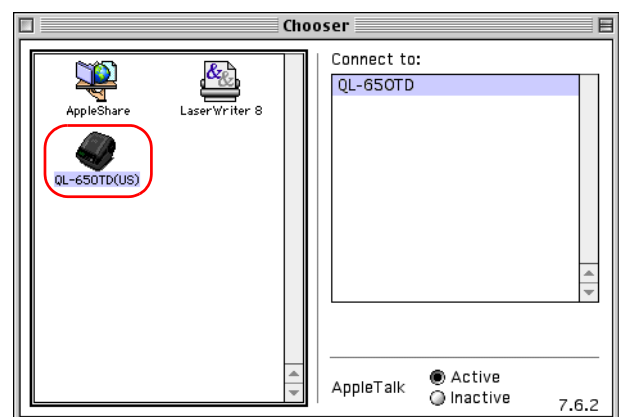 Chooser
AppleShare
LaserWriter 8
QL-650TD(US)
Connect to:
QL-650TD
AppleTalk
Active
Inactive
7.6.2